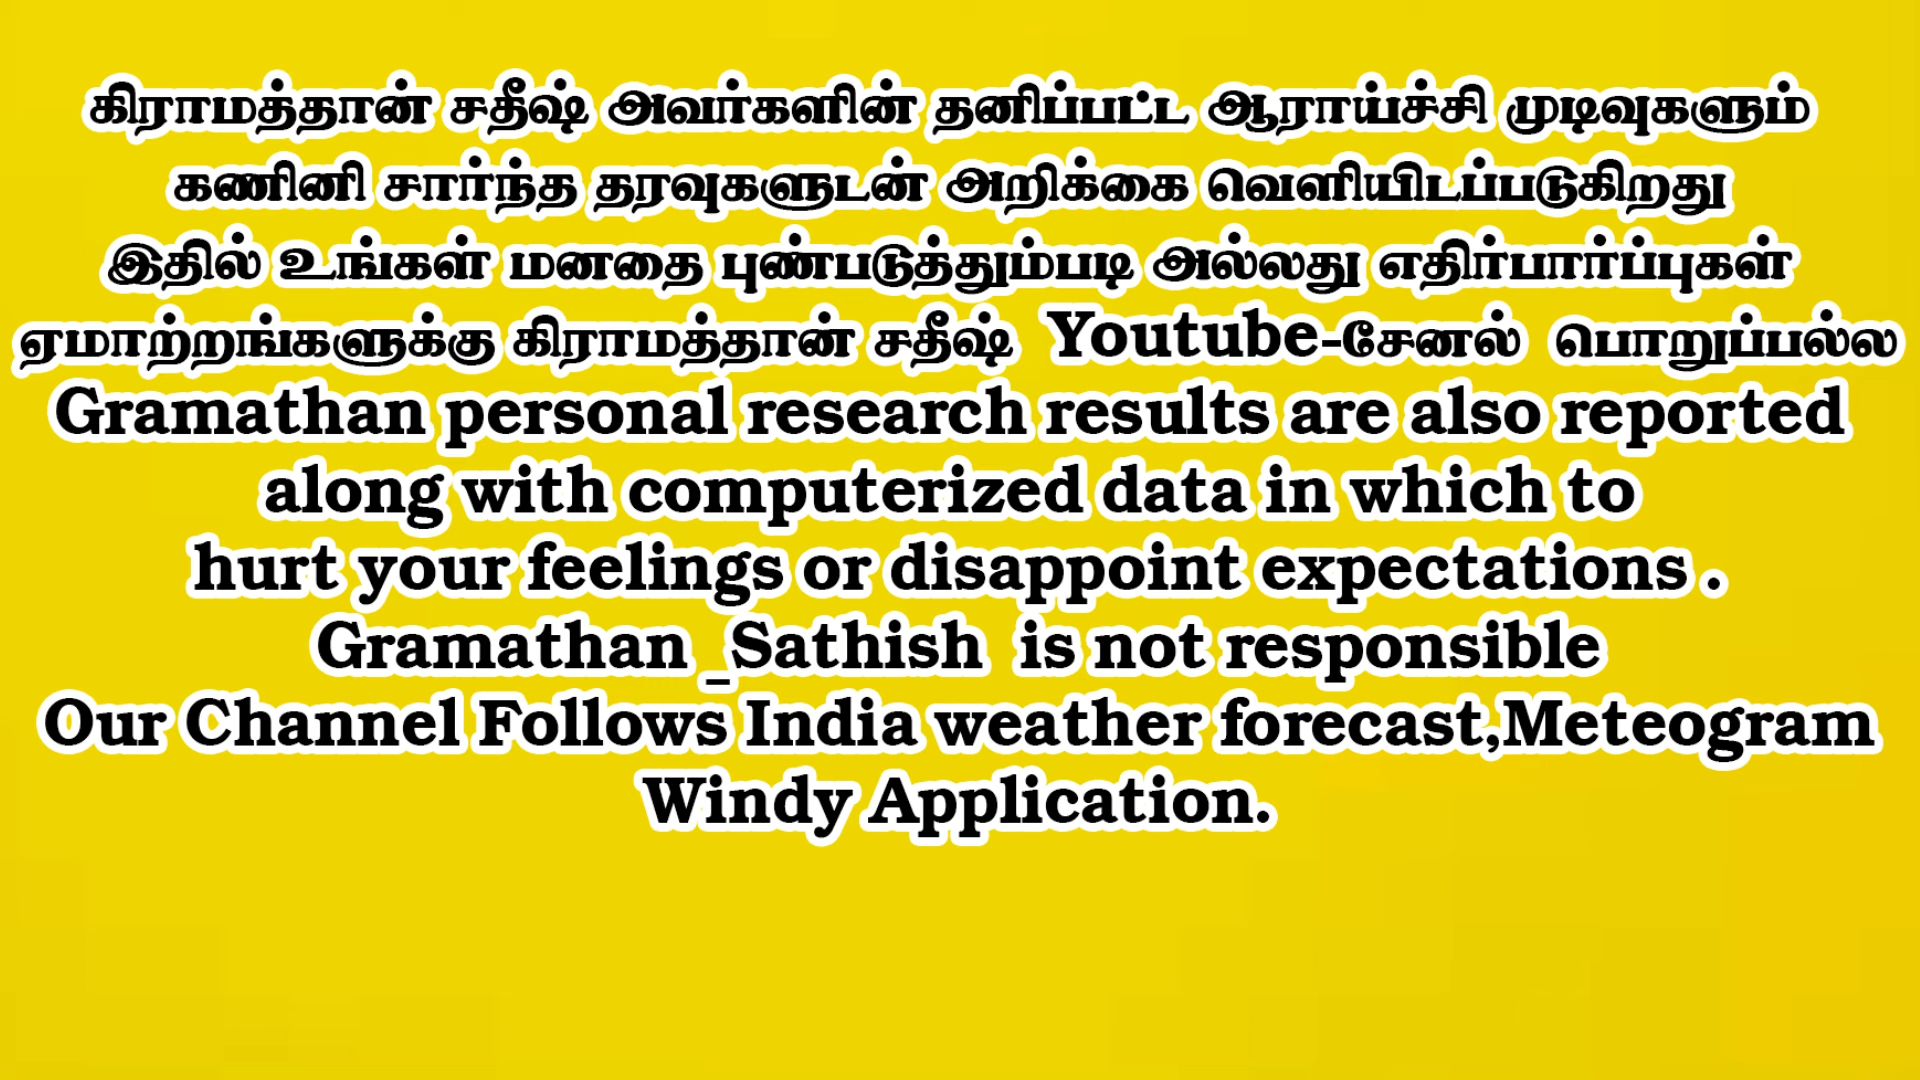 கிராமத்தான் சதீஷ் அவர்களின் தனிப்பட்ட ஆராய்ச்சி முடிவுகளும்
கணினி சார்ந்த தரவுகளுடன் அறிக்கை வெளியிடப்படுகிறது
இதில் உங்கள் மனதை புண்படுத்தும்படி அல்லது எதிர்பார்ப்புகள்
ஏமாற்றங்களுக்கு கிராமத்தான் சதீஷ் Youtube-சேனல் பொறுப்பல்ல
Gramathan personal research results are also reported
along with computerized data in which to
hurt your feelings or disappoint expectations .
Gramathan _Sathish is not responsible
Our Channel Follows India weather forecast,Meteogram
Windy Application.